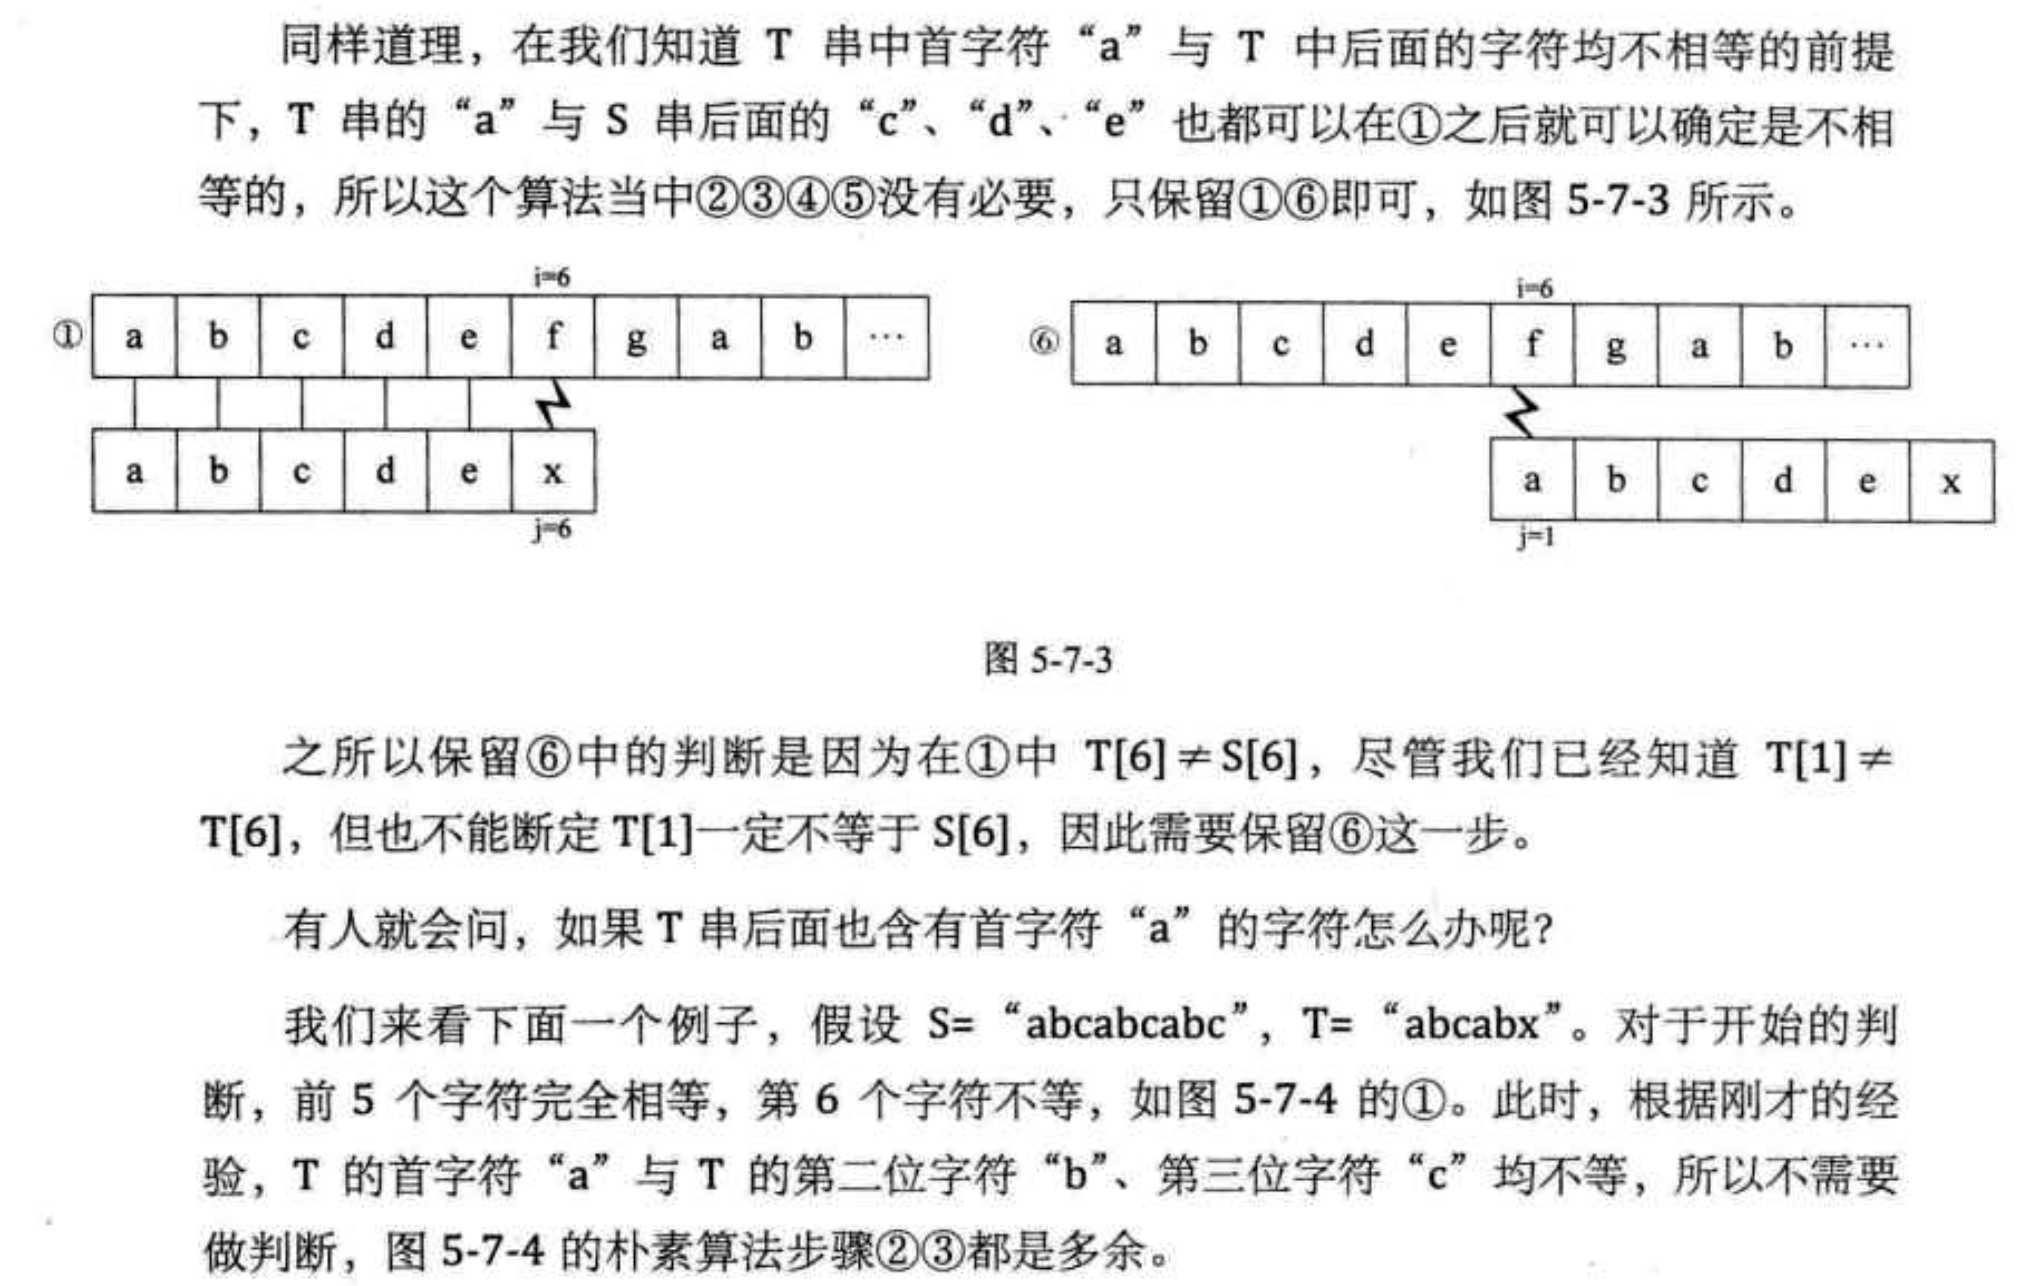 同样道理，在我们知道 T 串中首字符“a”与 T 中后面的字符均不相等的前提
下，T 串的“a”与 S 串后面的“c”、“d”、“e”也都可以在①之后就可以确定是不相
等的，所以这个算法当中②③④⑤没有必要，只保留①⑥即可，如图 5-7-3 所示。
i=6
① a b c d e f g a b …
a b c d e x
j=6
i=6
⑥ a b c d e f g a b …
a b c d e x
j=1
图 5-7-3
之所以保留⑥中的判断是因为在①中 T[6]≠S[6]，尽管我们已经知道 T[1]≠
T[6]，但也不能断定 T[1]一定不等于 S[6]，因此需要保留⑥这一步。
有人就会问，如果 T 串后面也含有首字符“a”的字符怎么办呢？
我们来看下面一个例子，假设 S=“abcabcabc”，T=“abcabx”。对于开始的判
断，前 5 个字符完全相等，第 6 个字符不等，如图 5-7-4 的①。此时，根据刚才的经
验，T 的首字符“a”与 T 的第二位字符“b”、第三位字符“c”均不等，所以不需要
做判断，图 5-7-4 的朴素算法步骤②③都是多余。